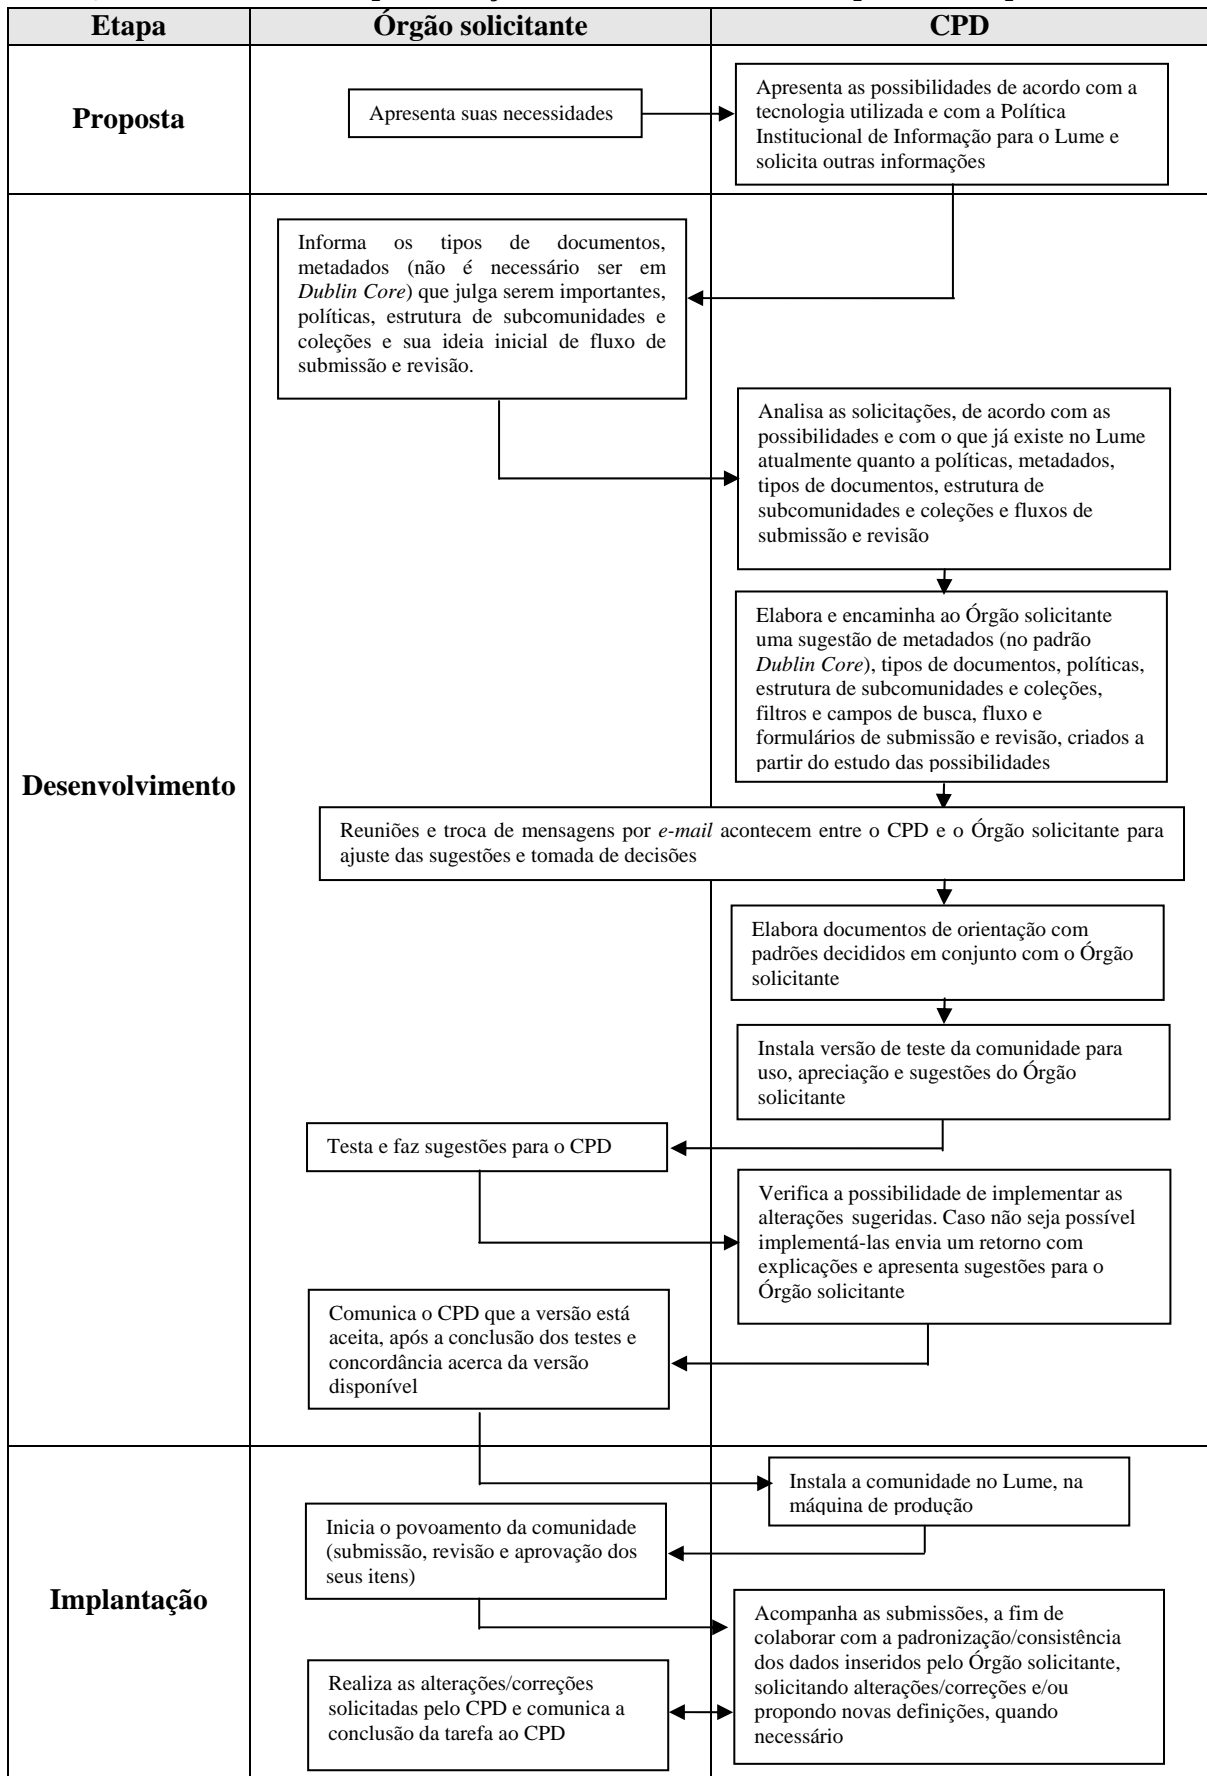 Etapa
Órgão solicitante
CPD
Proposta
Apresenta suas necessidades
Apresenta as possibilidades de acordo com a
tecnologia utilizada e com a Política
Institucional de Informação para o Lume e
solicita outras informações
Desenvolvimento
Informa os tipos de documentos,
metadados (não é necessário ser em
Dublin Core) que julga serem importantes,
políticas, estrutura de subcomunidades e
coleções e sua ideia inicial de fluxo de
submissão e revisão.
Analisa as solicitações, de acordo com as
possibilidades e com o que já existe no Lume
atualmente quanto a políticas, metadados,
tipos de documentos, estrutura de
subcomunidades e coleções e fluxos de
submissão e revisão
Elabora e encaminha ao Órgão solicitante
uma sugestão de metadados (no padrão
Dublin Core), tipos de documentos, políticas,
estrutura de subcomunidades e coleções,
filtros e campos de busca, fluxo e
formulários de submissão e revisão, criados a
partir do estudo das possibilidades
Reuniões e troca de mensagens por e-mail acontecem entre o CPD e o Órgão solicitante para
ajuste das sugestões e tomada de decisões
Elabora documentos de orientação com
padrões decididos em conjunto com o Órgão
solicitante
Instala versão de teste da comunidade para
uso, apreciação e sugestões do Órgão
solicitante
Testa e faz sugestões para o CPD
Verifica a possibilidade de implementar as
alterações sugeridas. Caso não seja possível
implementá-las envia um retorno com
explicações e apresenta sugestões para o
Órgão solicitante
Comunica o CPD que a versão está
aceita, após a conclusão dos testes e
concordância acerca da versão
disponível
Implantação
Instala a comunidade no Lume, na
máquina de produção
Inicia o povoamento da comunidade
(submissão, revisão e aprovação dos
seus itens)
Acompanha as submissões, a fim de
colaborar com a padronização/consistência
dos dados inseridos pelo Órgão solicitante,
solicitando alterações/correções e/ou
propondo novas definições, quando
necessário
Realiza as alterações/correções
solicitadas pelo CPD e comunica a
conclusão da tarefa ao CPD